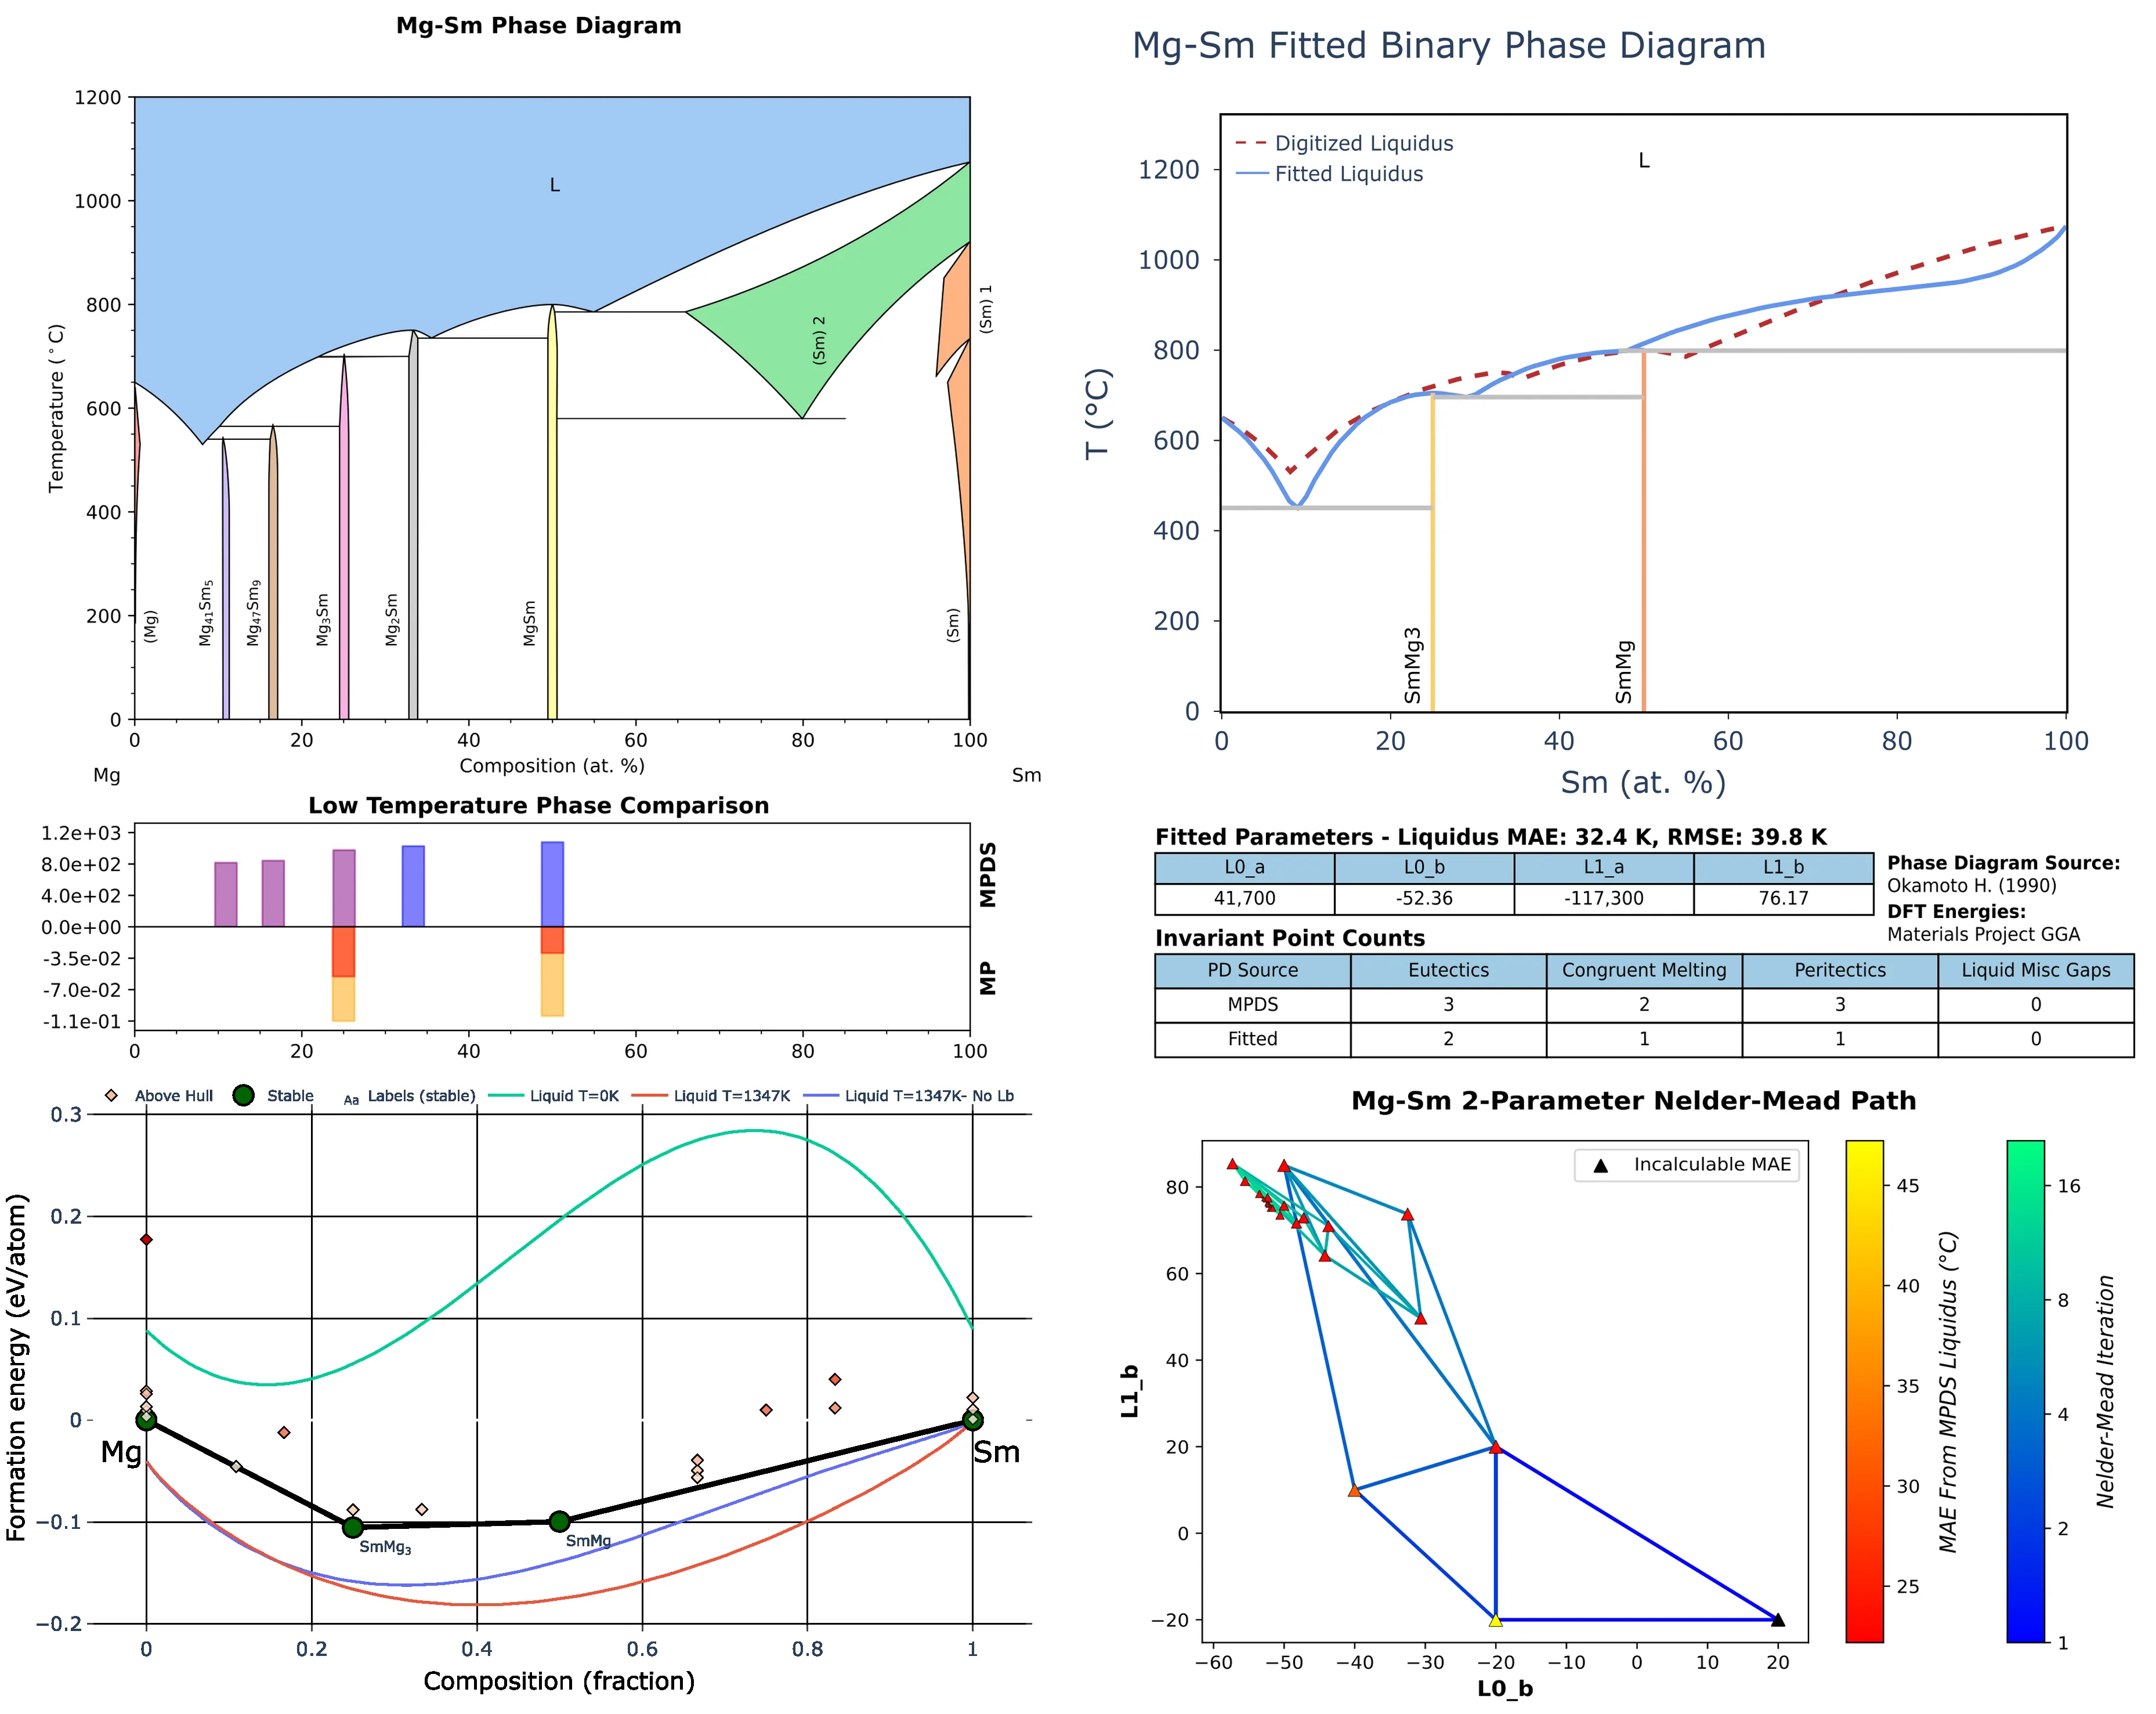 Mg-Sm Phase Diagram
1200
1000
800
600
400
200
0
Temperature (°C)
L
(Sm) 2
(Sm) 1
(Mg)
Mg41Sm5
Mg47Sm9
Mg3Sm
Mg2Sm
MgSm
(Sm)
0 20 40 60 80 100
Composition (at. %)
Mg Sm
Mg-Sm Fitted Binary Phase Diagram
Digitized Liquidus
Fitted Liquidus
L
1200
1000
800
600
400
200
0
T (°C)
SmMg3
SmMg
0 20 40 60 80 100
Sm (at. %)
Low Temperature Phase Comparison
1.2e+03
8.0e+02
4.0e+02
0.0e+00
-3.5e-02
-7.0e-02
-1.1e-01
MPDS
MP
0 20 40 60 80 100
Fitted Parameters - Liquidus MAE: 32.4 K, RMSE: 39.8 K
L0_a L0_b L1_a L1_b
41,700 -52.36 -117,300 76.17
Phase Diagram Source:
Okamoto H. (1990)
DFT Energies:
Materials Project GGA
Invariant Point Counts
PD Source Eutectics Congruent Melting Peritectics Liquid Misc Gaps
MPDS 3 2 3 0
Fitted 2 1 1 0
Above Hull Stable Aa Labels (stable) Liquid T=0K Liquid T=1347K Liquid T=1347K- No Lb
0.3
0.2
0.1
0
−0.1
−0.2
Formation energy (eV/atom)
Mg
Sm
SmMg3
SmMg
0 0.2 0.4 0.6 0.8 1
Composition (fraction)
Mg-Sm 2-Parameter Nelder-Mead Path
Incalculable MAE
80
60
40
20
0
−20
L1_b
−60 −50 −40 −30 −20 −10 0 10 20
L0_b
45
40
35
30
25
MAE From MPDS Liquidus (°C)
16
8
4
2
1
Nelder-Mead Iteration